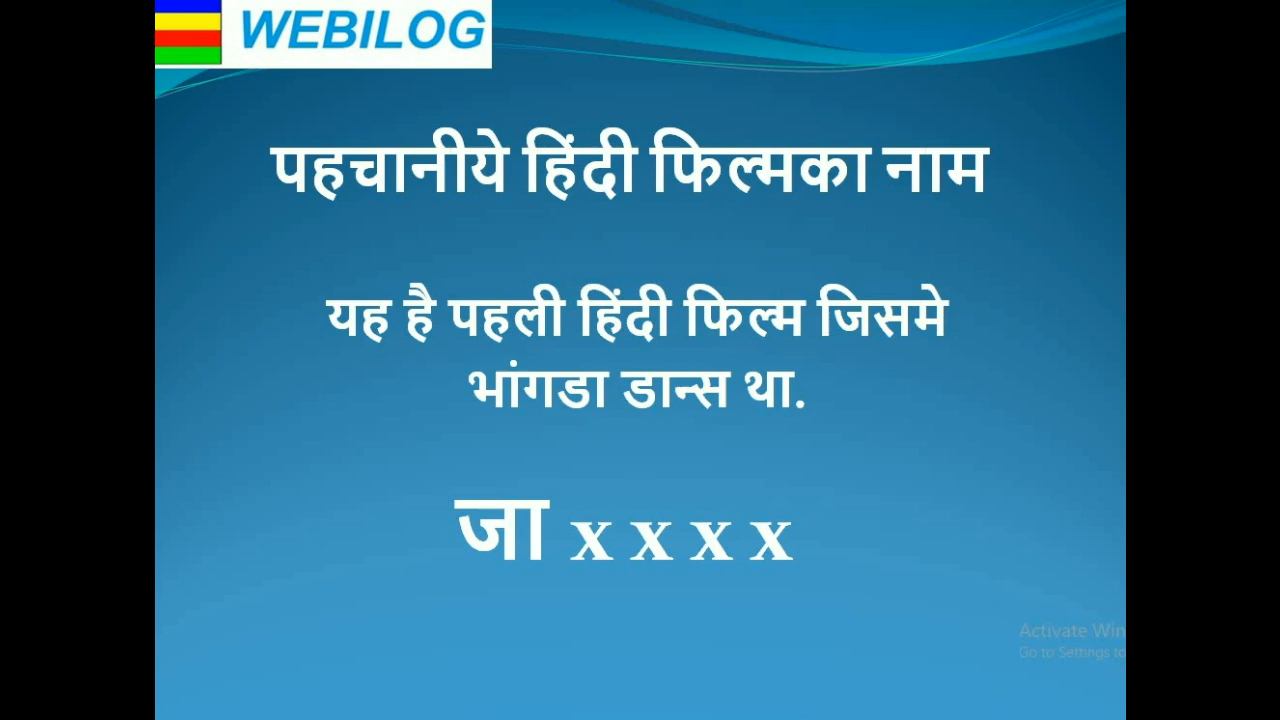 WEBILOG
पहचानीये हिंदी फिल्मका नाम
यह है पहली हिंदी फिल्म जिसमे
भांगडा डान्स था.
जा x x x x
Activate Win
Go to Settings to